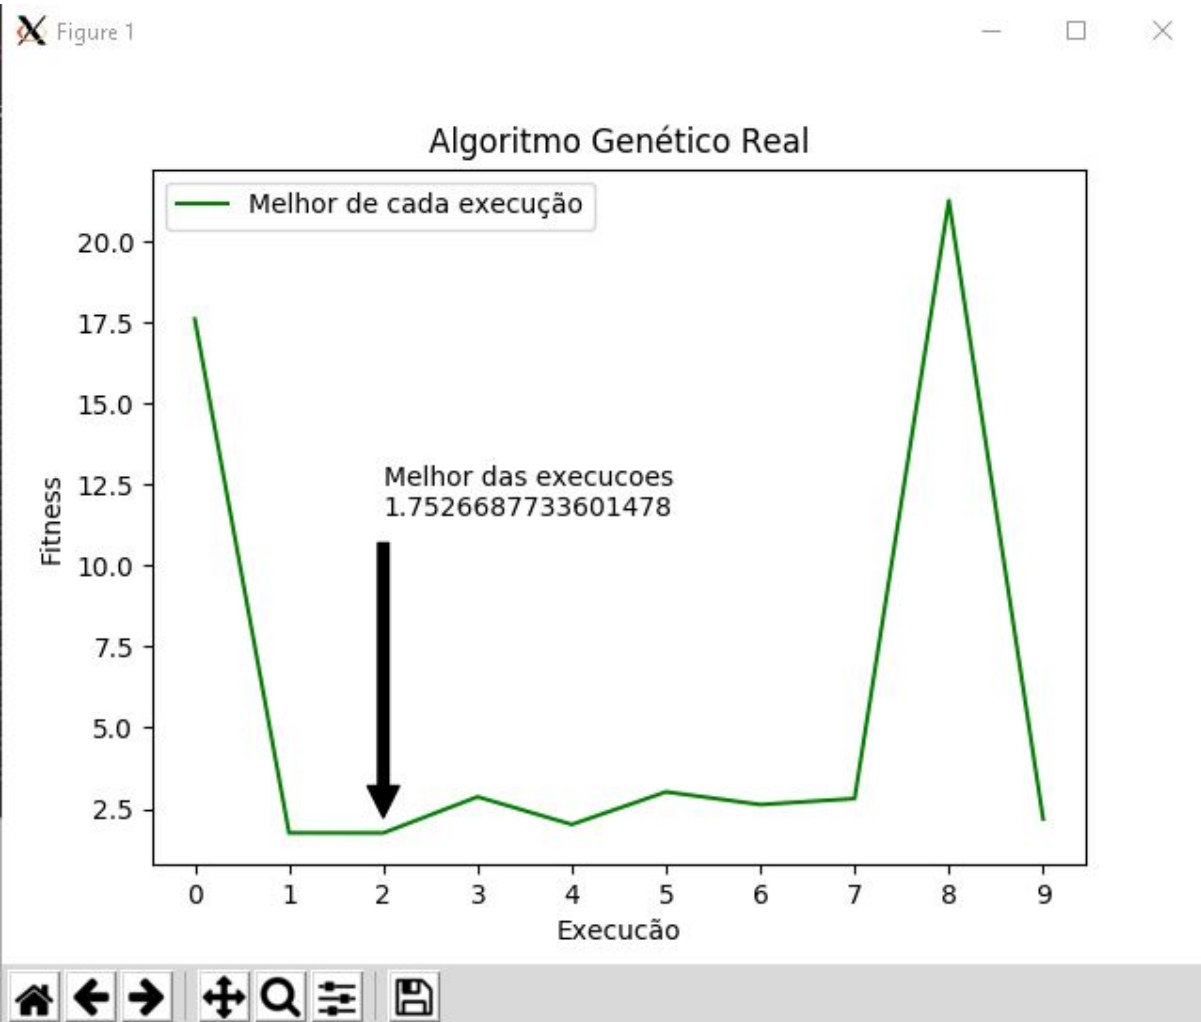 Figure 1
Algoritmo Genético Real
Melhor de cada execução
20.0
17.5
15.0
12.5
10.0
7.5
5.0
2.5
Fitness
Melhor das execucoes
1.7526687733601478
0 1 2 3 4 5 6 7 8 9
Execucão